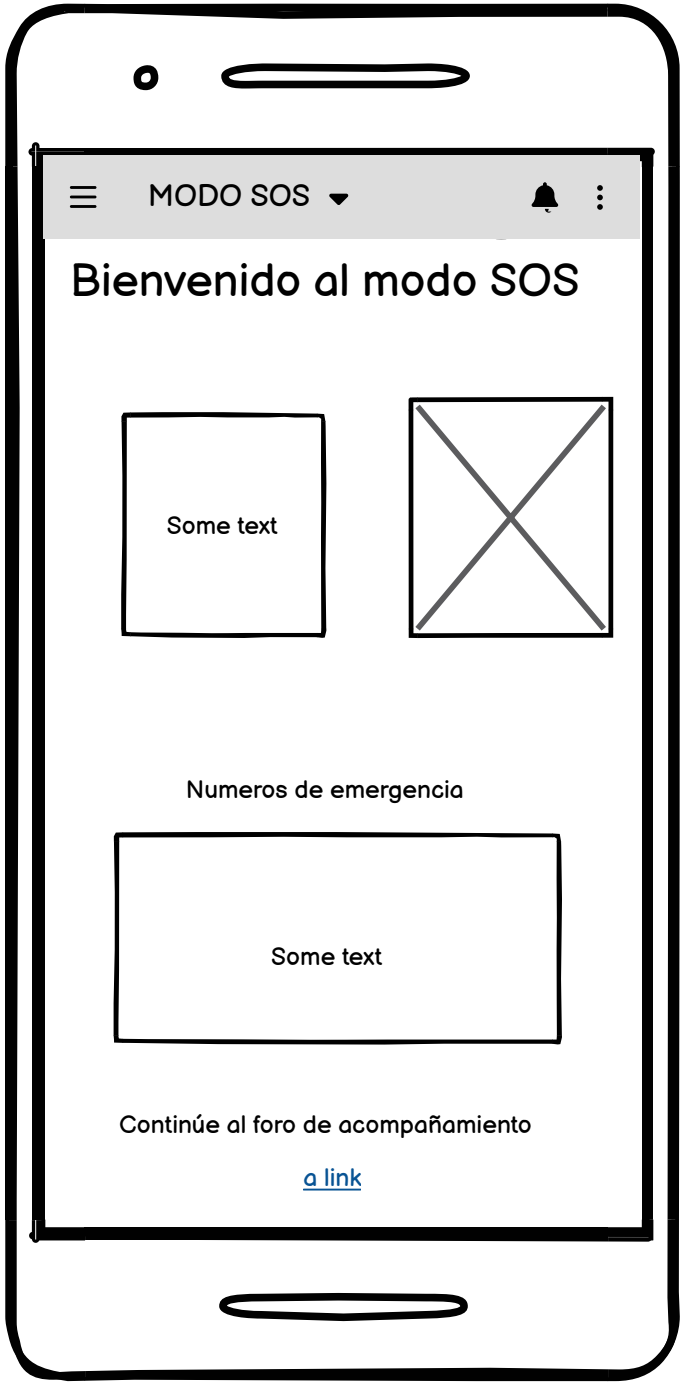 MODO SOS
Bienvenido al modo SOS
Some text
Numeros de emergencia
Some text
Continúe al foro de acompañamiento
a link